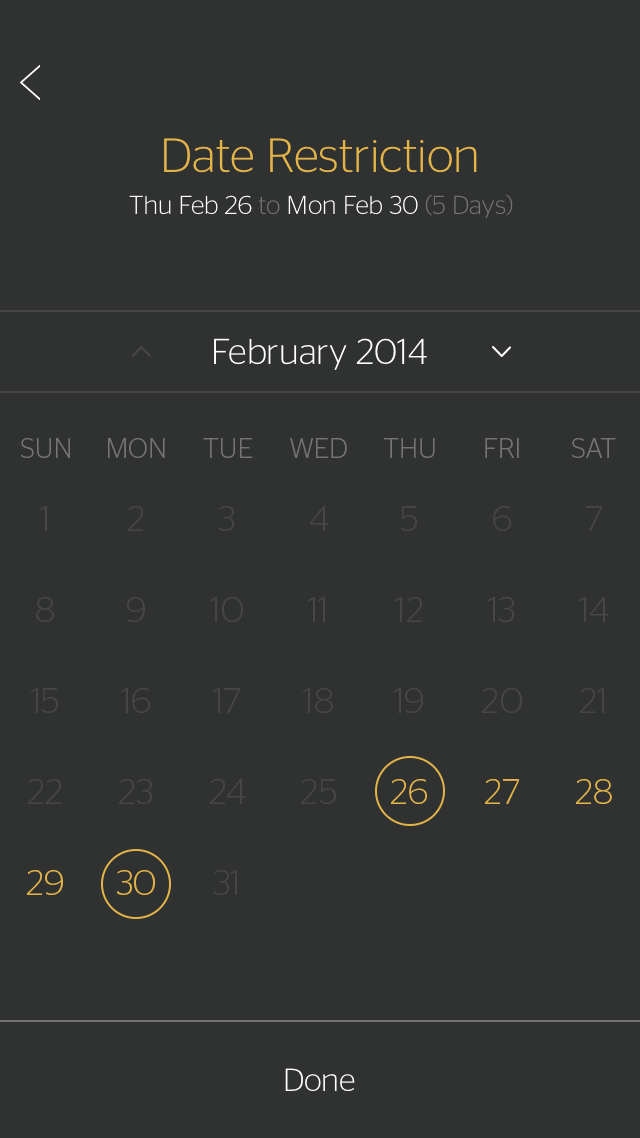 Date Restriction
Thu Feb 26 to Mon Feb 30 (5 Days)
February 2014
SUN MON TUE WED THU FRI SAT
1 2 3 4 5 6 7
8 9 10 11 12 13 14
15 16 17 18 19 20 21
22 23 24 25 26 27 28
29 30 31
Done